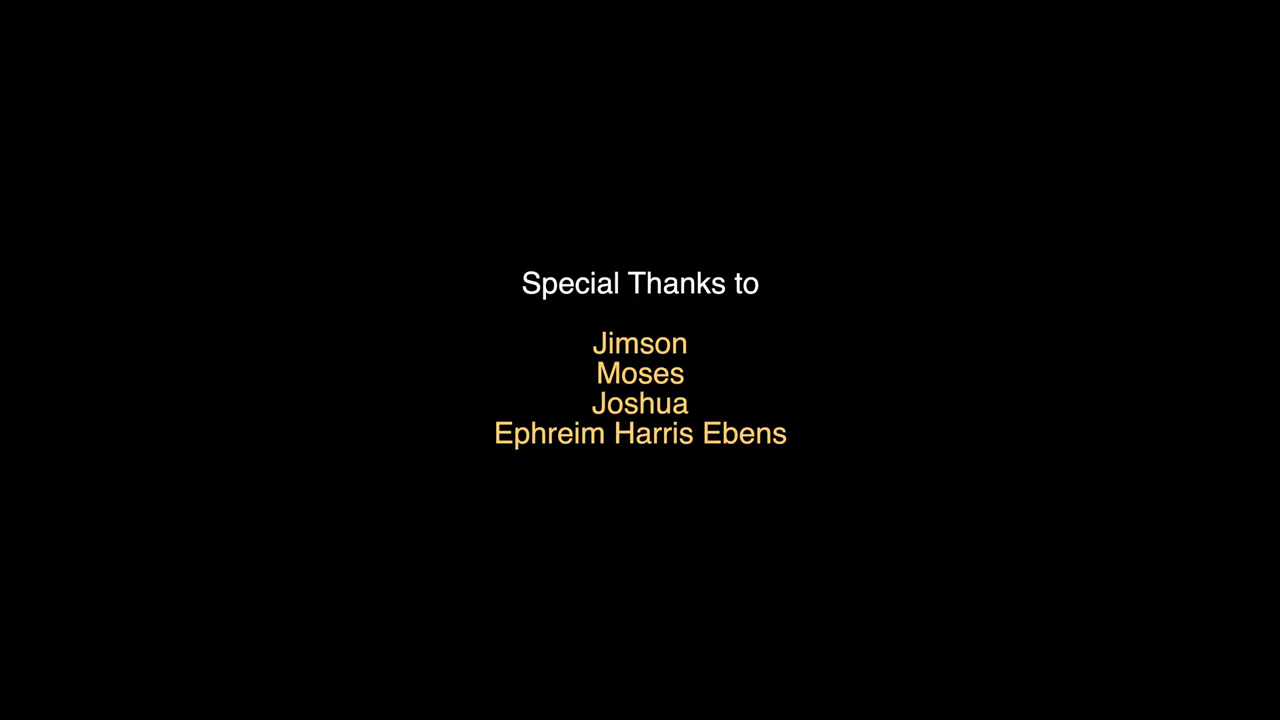 Special Thanks to
Jimson
Moses
Joshua
Ephreim Harris Ebens